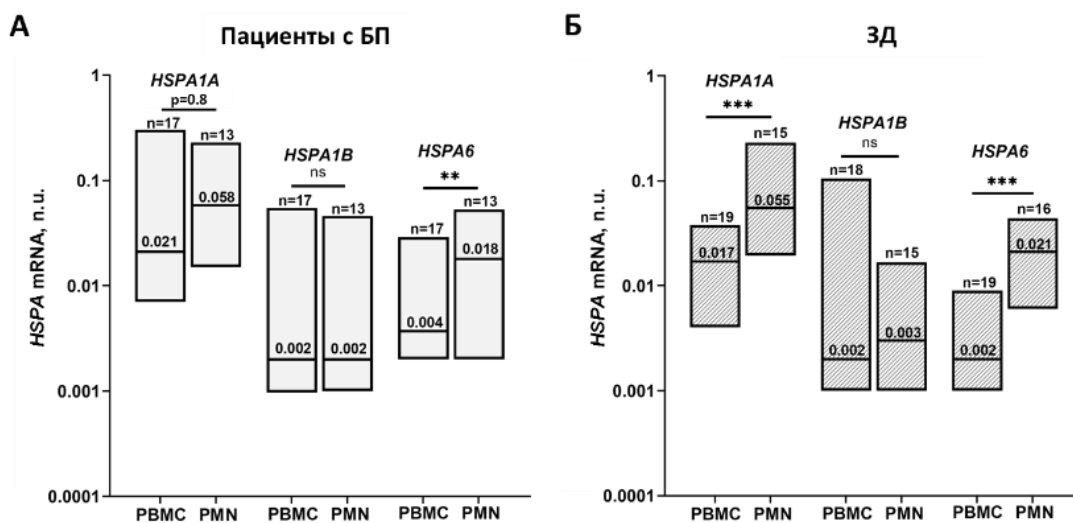 А
Пациенты с БП
HSPA mRNA, n.u.
1
0.1
0.01
0.001
0.0001
HSPA1A
p=0.8
n=17
n=13
0.021
0.058
HSPA1B
ns
n=17
n=13
0.002
0.002
HSPA6
**
n=17
n=13
0.004
0.018
PBMC PMN PBMC PMN PBMC PMN
Б
ЗД
HSPA mRNA, n.u.
1
0.1
0.01
0.001
0.0001
HSPA1A
***
n=19
n=15
0.017
0.055
HSPA1B
ns
n=18
n=15
0.002
0.003
HSPA6
***
n=19
n=16
0.002
0.021
PBMC PMN PBMC PMN PBMC PMN